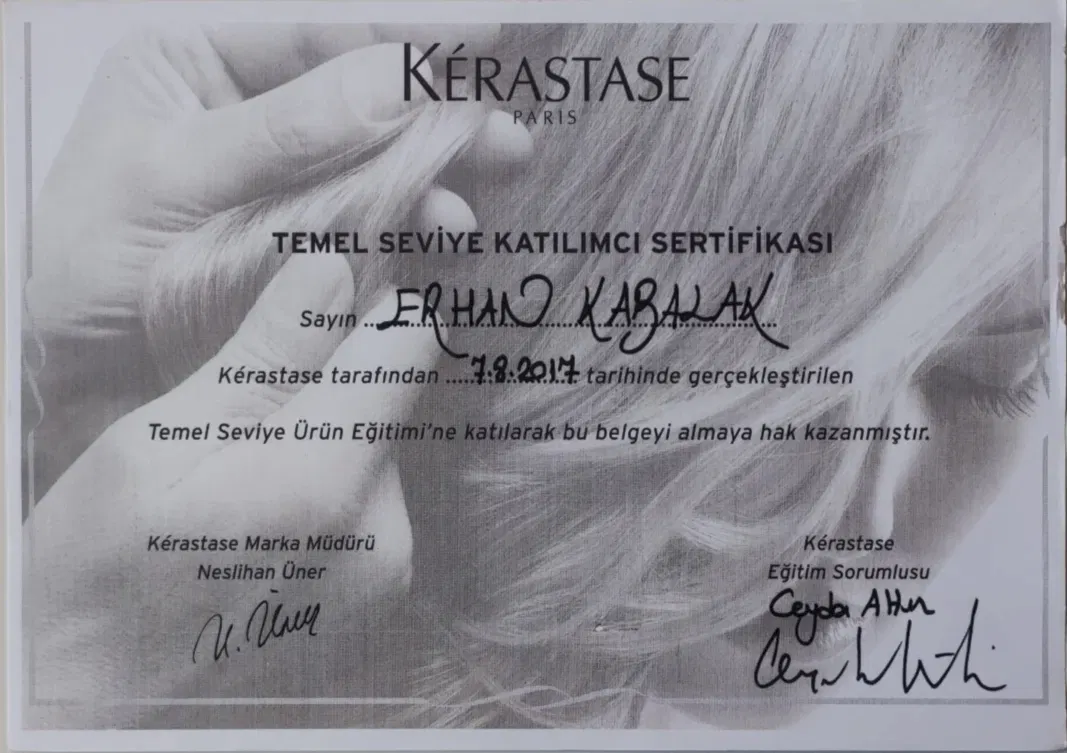 KÉRASTASE
PARIS
TEMEL SEVİYE KATILIMCI SERTİFİKASI
Sayın ..ERHAN KABALAK..
Kérastase tarafından .....7.8.2017 tarihinde gerçekleştirilen
Temel Seviye Ürün Eğitimi'ne katılarak bu belgeyi almaya hak kazanmıştır.
Kérastase Marka Müdürü
Neslihan Üner
N. Üner
Kérastase
Eğitim Sorumlusu
Ceyda